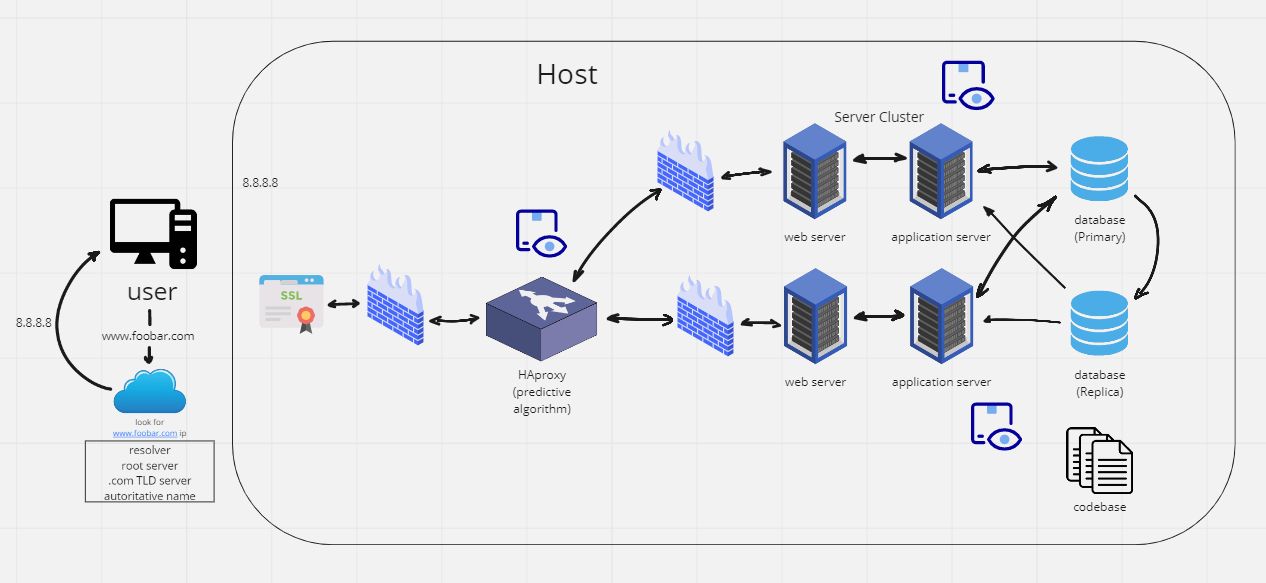 Host
Server Cluster
8.8.8.8
SSL
web server
application server
database
(Primary)
user
8.8.8.8
www.foobar.com
look for
www.foobar.com ip
resolver
root server
.com TLD server
autoritative name
HAproxy
(predictive
algorithm)
web server
application server
database
(Replica)
codebase